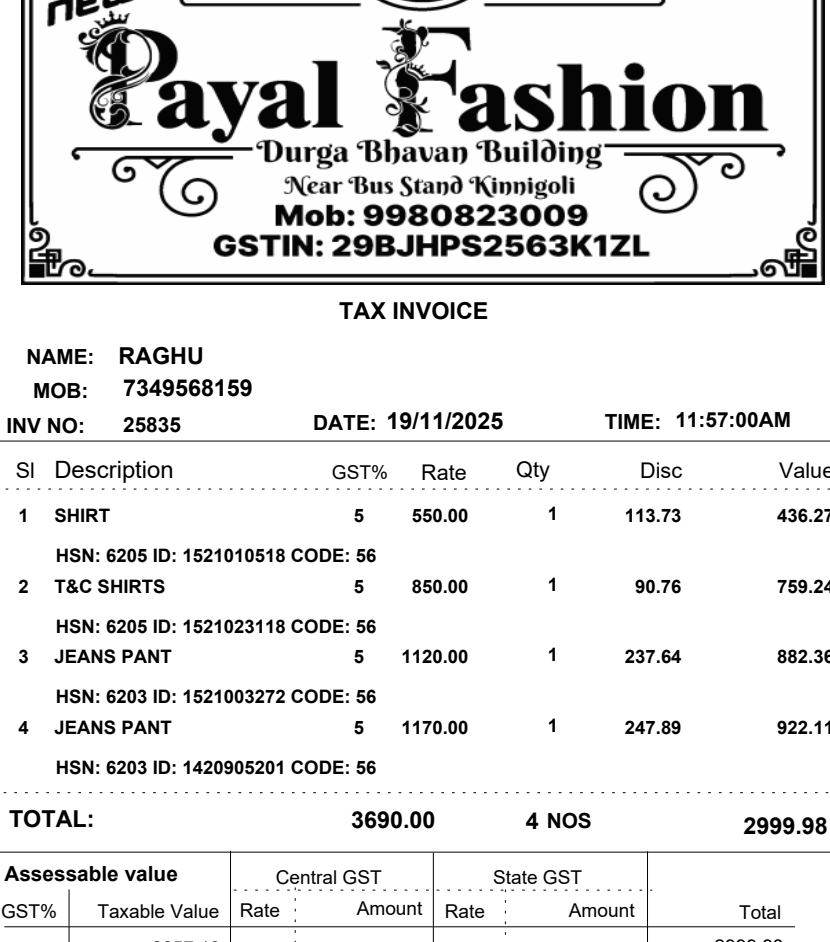 new
Payal Fashion
Durga Bhavan Building
Near Bus Stand Kinnigoli
Mob: 9980823009
GSTIN: 29BJHPS2563K1ZL
TAX INVOICE
NAME: RAGHU
MOB: 7349568159
INV NO: 25835 DATE: 19/11/2025 TIME: 11:57:00AM
Sl Description GST% Rate Qty Disc Value
1 SHIRT 5 550.00 1 113.73 436.27
HSN: 6205 ID: 1521010518 CODE: 56
2 T&C SHIRTS 5 850.00 1 90.76 759.24
HSN: 6205 ID: 1521023118 CODE: 56
3 JEANS PANT 5 1120.00 1 237.64 882.36
HSN: 6203 ID: 1521003272 CODE: 56
4 JEANS PANT 5 1170.00 1 247.89 922.11
HSN: 6203 ID: 1420905201 CODE: 56
TOTAL: 3690.00 4 NOS 2999.98
Assessable value Central GST State GST
GST% Taxable Value Rate Amount Rate Amount Total